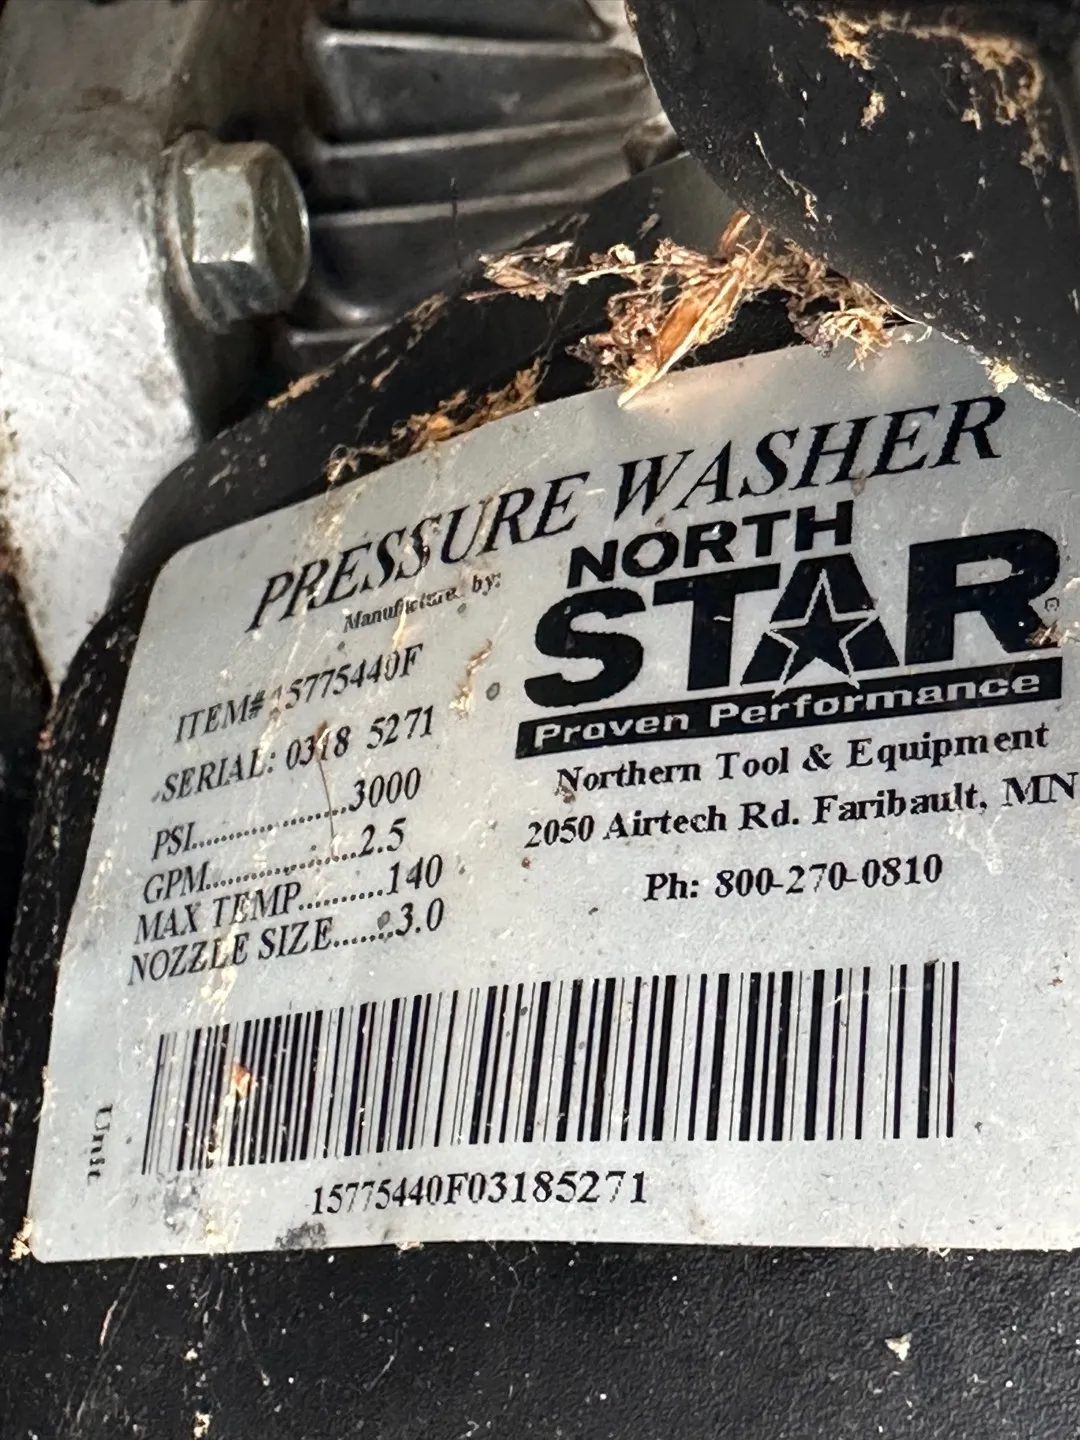 PRESSURE WASHER
Manufacture by:
NORTH
STAR®
Proven Performance
ITEM# 15775440F
SERIAL: 0318 5271
PSI....................3000
GPM....................2.5
MAX TEMP..........140
NOZZLE SIZE.......3.0
Northern Tool & Equipment
2050 Airtech Rd. Faribault, MN
Ph: 800-270-0810
Unit
15775440F03185271